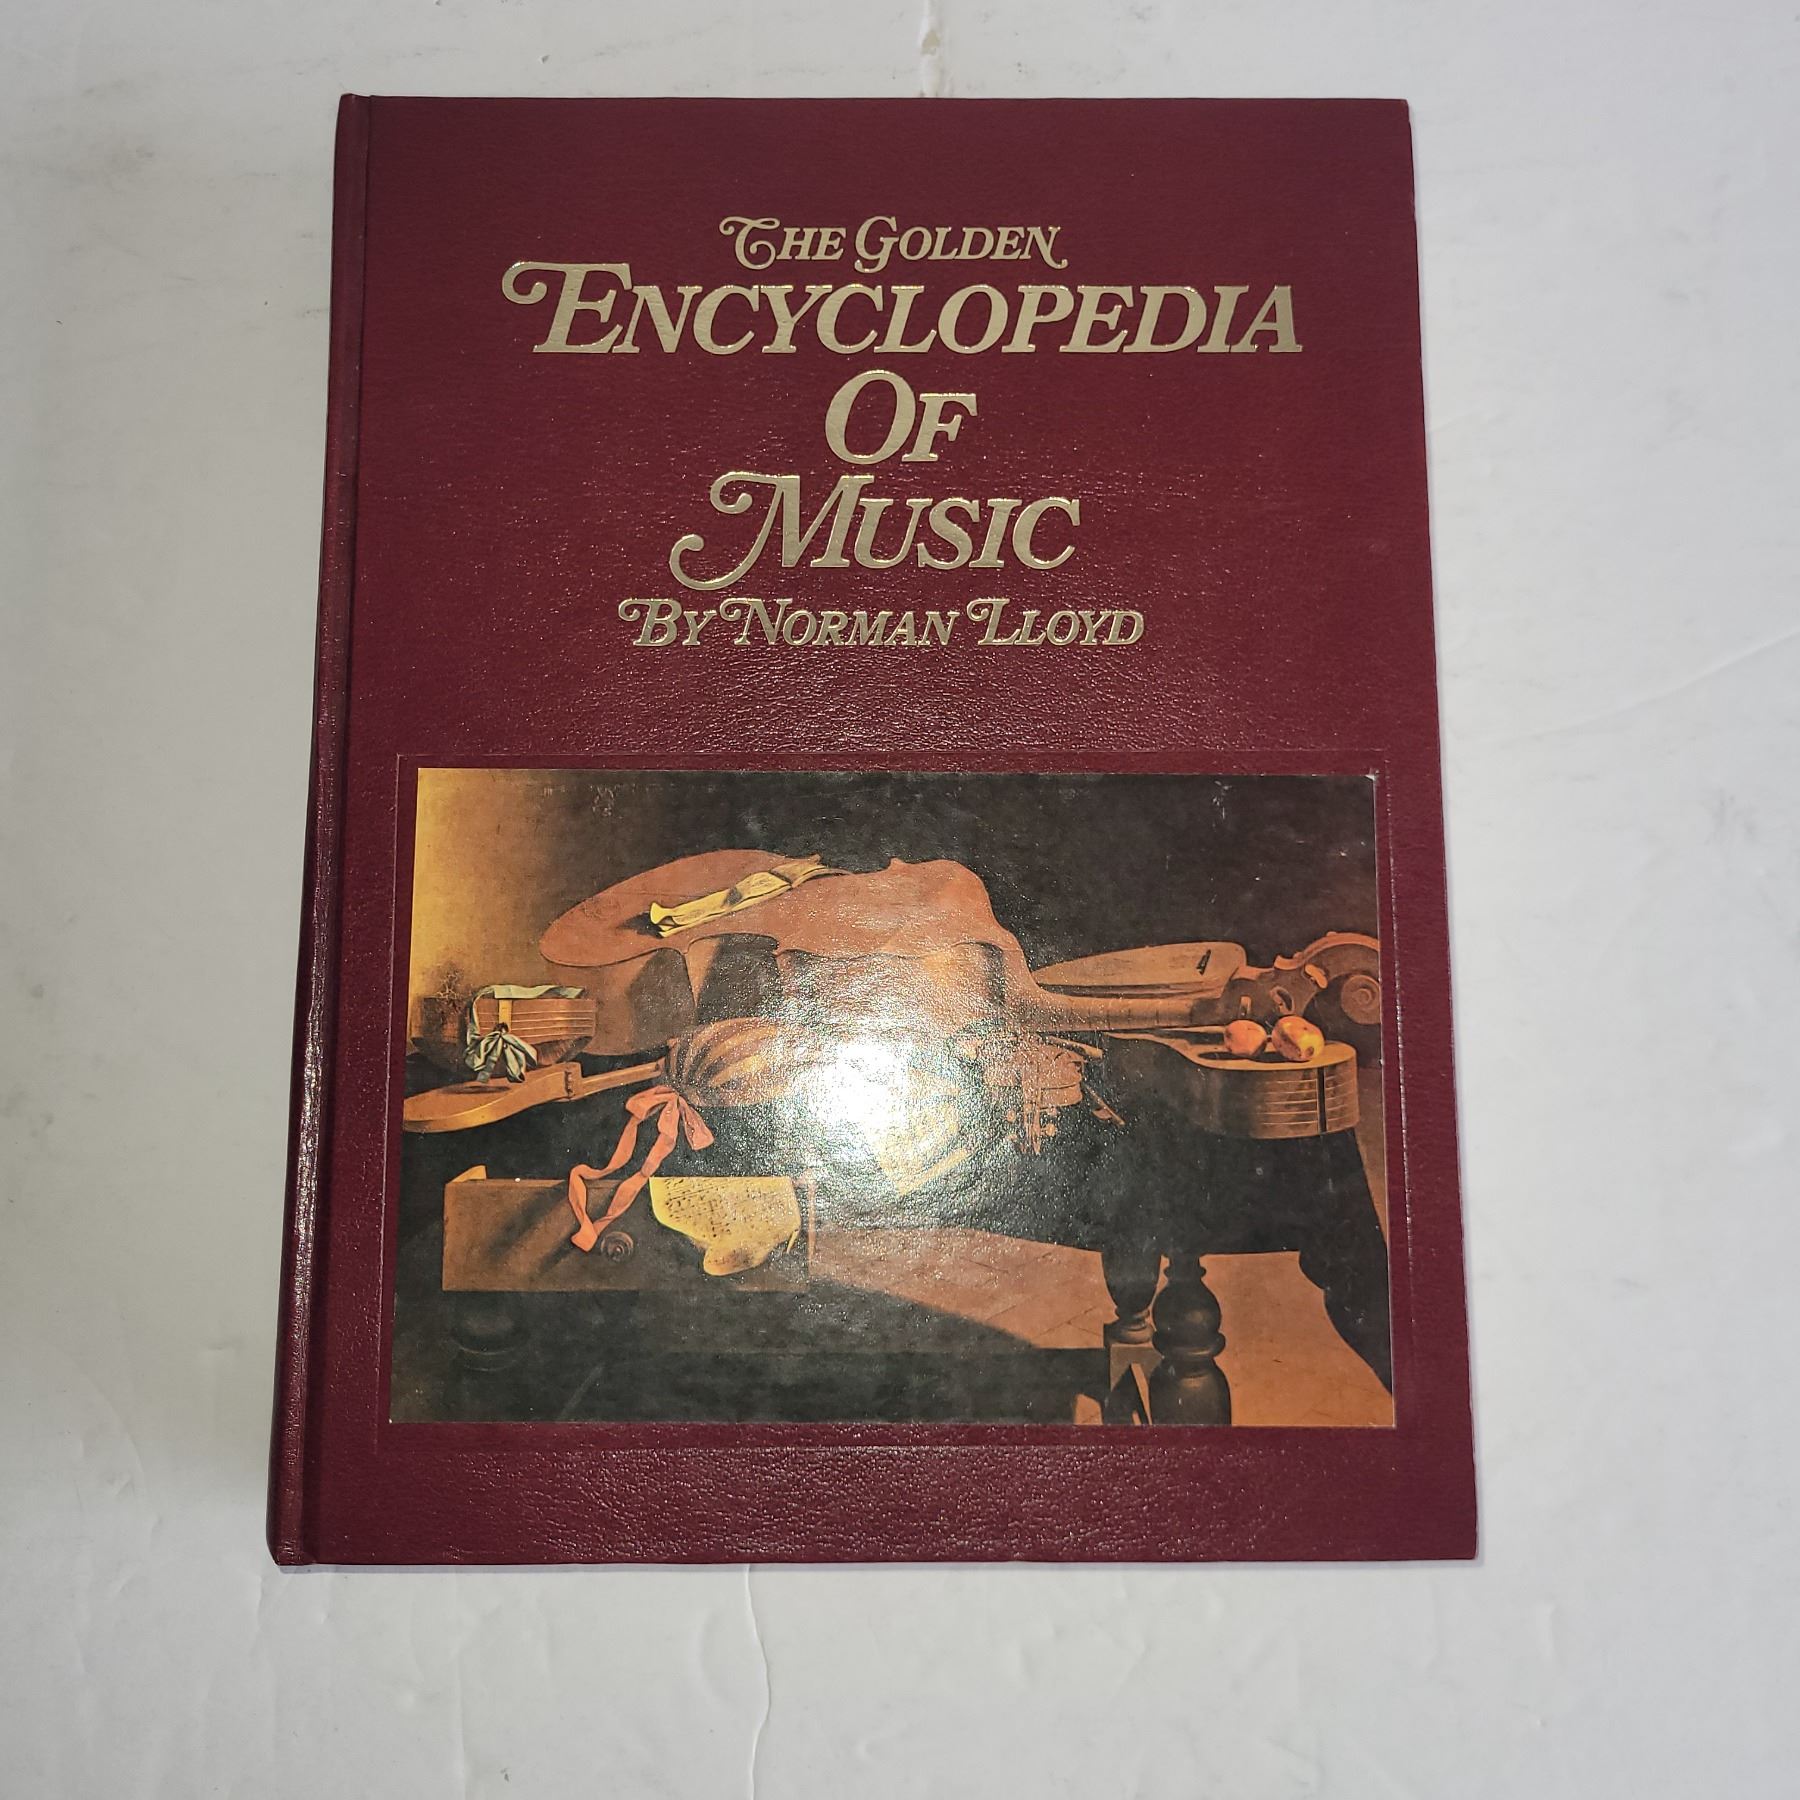 THE GOLDEN
ENCYCLOPEDIA
OF
MUSIC
BY NORMAN LLOYD